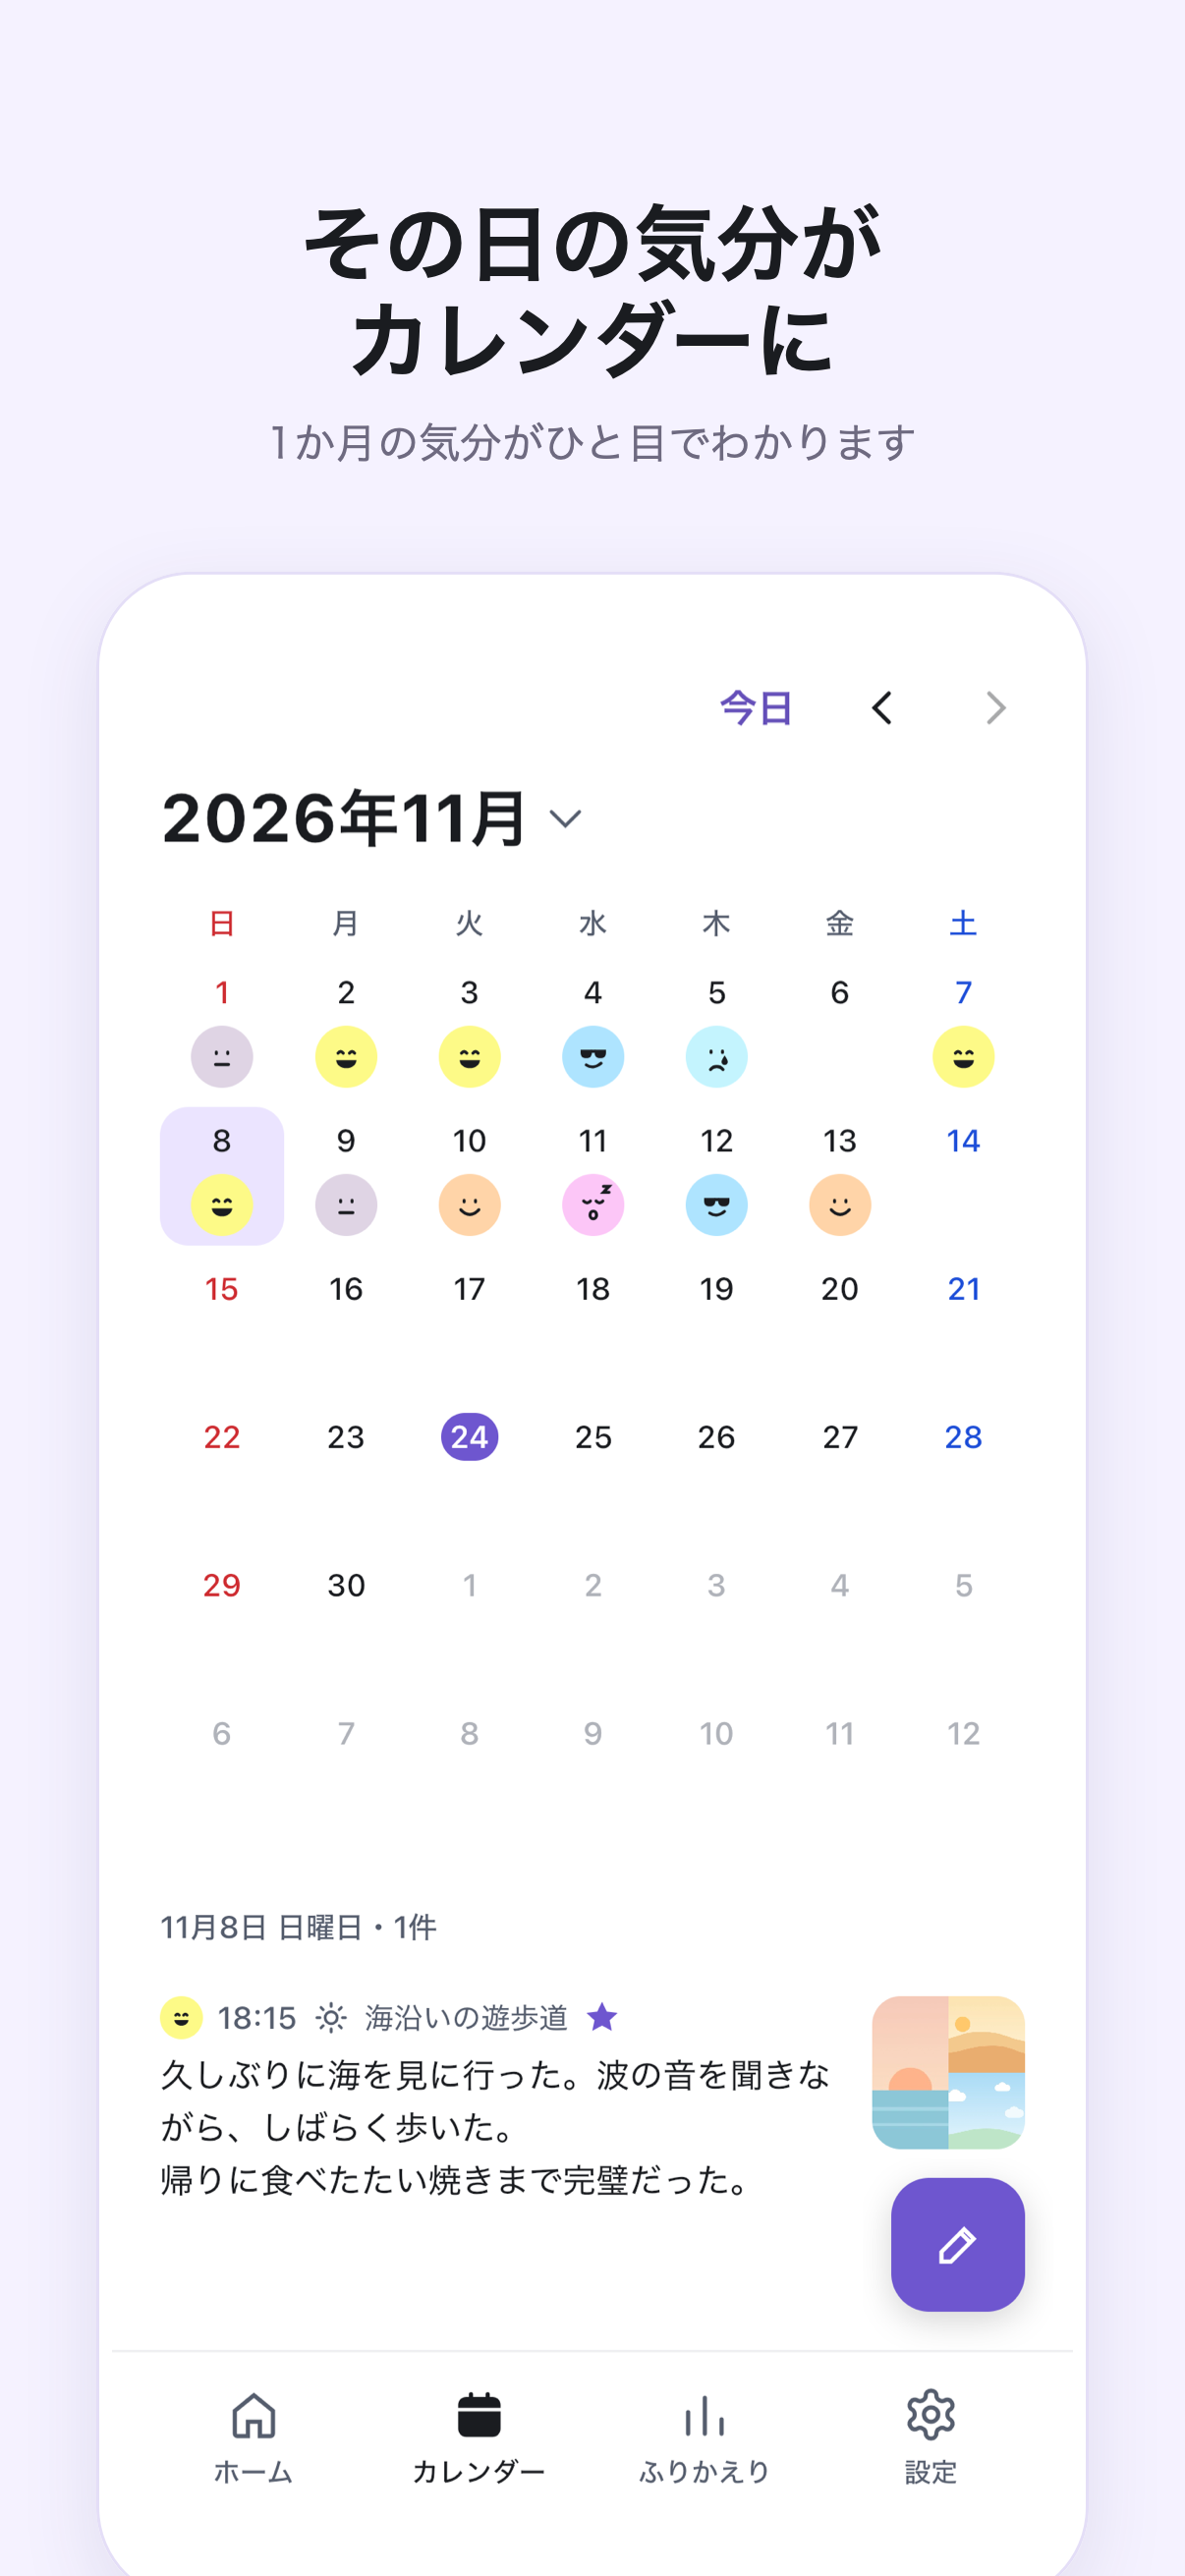 その日の気分が
カレンダーに
1か月の気分がひと目でわかります
今日
2026年11月
日 月 火 水 木 金 土
1 2 3 4 5 6 7
8 9 10 11 12 13 14
15 16 17 18 19 20 21
22 23 24 25 26 27 28
29 30 1 2 3 4 5
6 7 8 9 10 11 12
11月8日 日曜日・1件
18:15 海沿いの遊歩道
久しぶりに海を見に行った。波の音を聞きな
がら、しばらく歩いた。
帰りに食べたたい焼きまで完璧だった。
ホーム カレンダー ふりかえり 設定